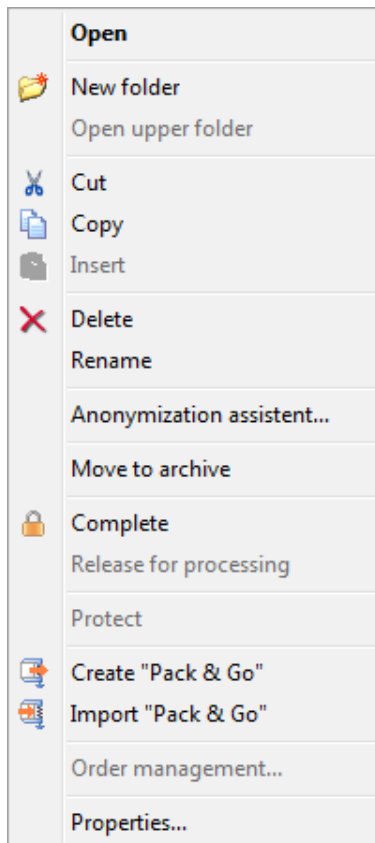 Open
New folder
Open upper folder
Cut
Copy
Insert
Delete
Rename
Anonymization assistent...
Move to archive
Complete
Release for processing
Protect
Create "Pack & Go"
Import "Pack & Go"
Order management...
Properties...